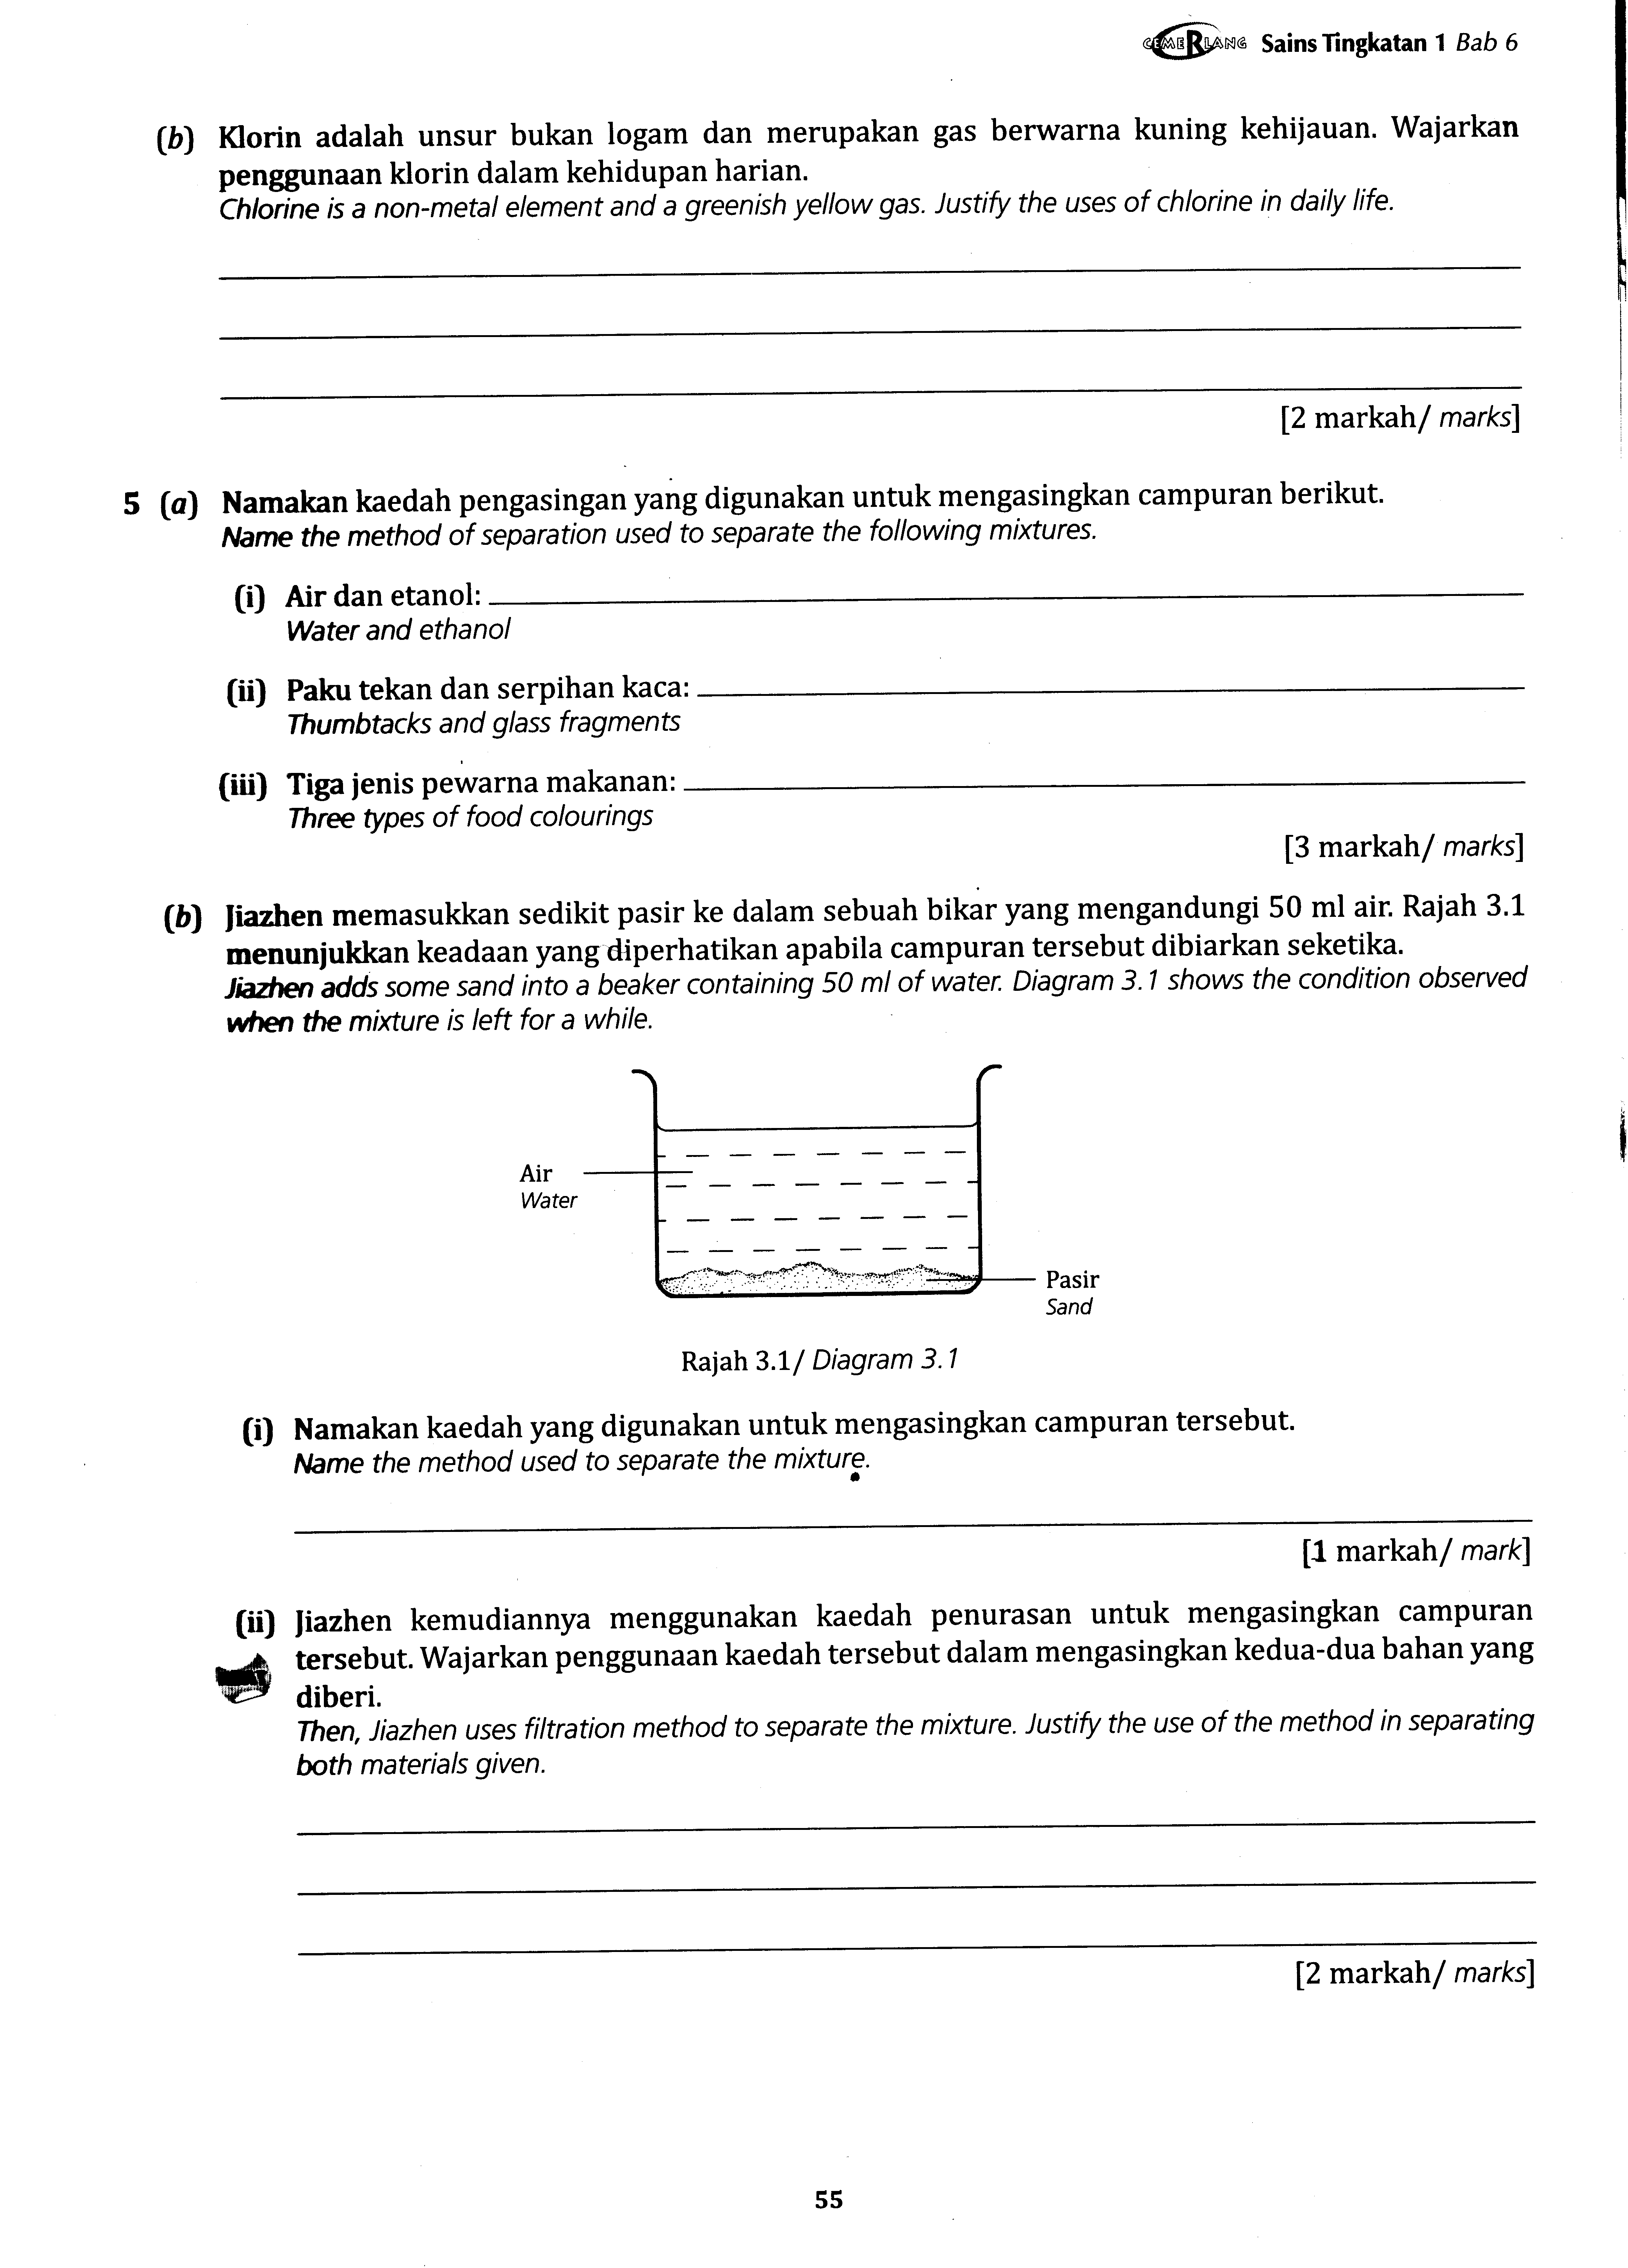 CEMERLANG Sains Tingkatan 1 Bab 6
(b) Klorin adalah unsur bukan logam dan merupakan gas berwarna kuning kehijauan. Wajarkan
penggunaan klorin dalam kehidupan harian.
Chlorine is a non-metal element and a greenish yellow gas. Justify the uses of chlorine in daily life.
[2 markah/ marks]
5 (a) Namakan kaedah pengasingan yang digunakan untuk mengasingkan campuran berikut.
Name the method of separation used to separate the following mixtures.
(i) Air dan etanol:
Water and ethanol
(ii) Paku tekan dan serpihan kaca:
Thumbtacks and glass fragments
(iii) Tiga jenis pewarna makanan:
Three types of food colourings
[3 markah/ marks]
(b) Jiazhen memasukkan sedikit pasir ke dalam sebuah bikar yang mengandungi 50 ml air. Rajah 3.1
menunjukkan keadaan yang diperhatikan apabila campuran tersebut dibiarkan seketika.
Jiazhen adds some sand into a beaker containing 50 ml of water. Diagram 3.1 shows the condition observed
when the mixture is left for a while.
Air
Water
Pasir
Sand
Rajah 3.1/ Diagram 3.1
(i) Namakan kaedah yang digunakan untuk mengasingkan campuran tersebut.
Name the method used to separate the mixture.
[1 markah/ mark]
(ii) Jiazhen kemudiannya menggunakan kaedah penurasan untuk mengasingkan campuran
tersebut. Wajarkan penggunaan kaedah tersebut dalam mengasingkan kedua-dua bahan yang
diberi.
Then, Jiazhen uses filtration method to separate the mixture. Justify the use of the method in separating
both materials given.
[2 markah/ marks]
55